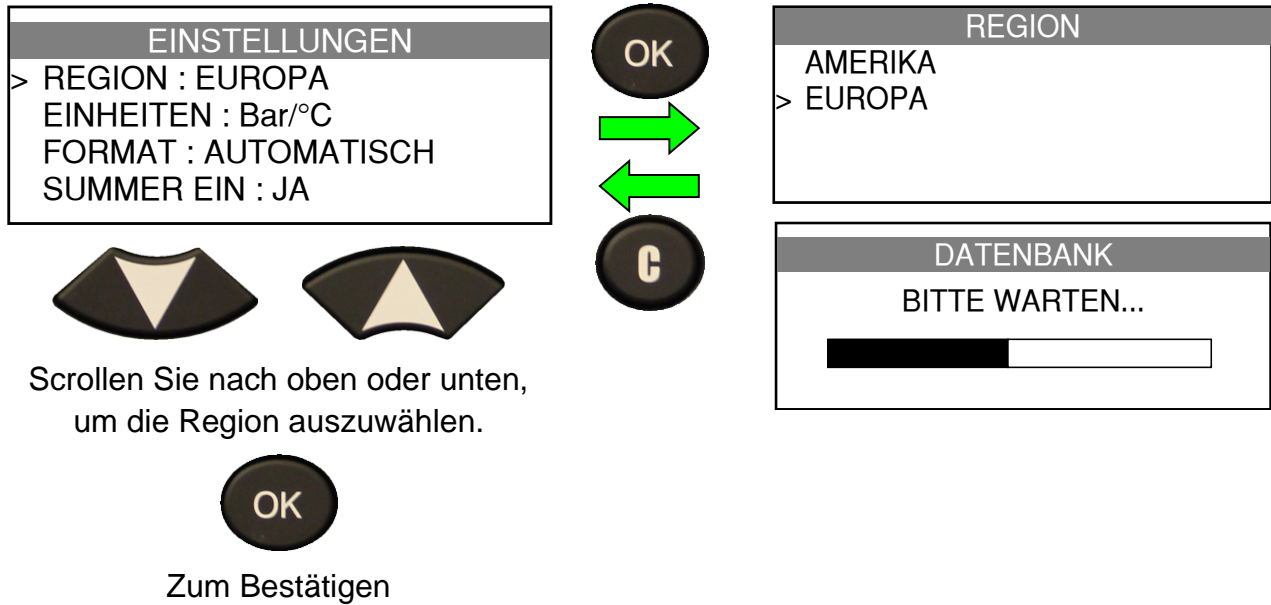 EINSTELLUNGEN
> REGION : EUROPA
EINHEITEN : Bar/°C
FORMAT : AUTOMATISCH
SUMMER EIN : JA
Scrollen Sie nach oben oder unten,
um die Region auszuwählen.
OK
Zum Bestätigen
OK
C
REGION
AMERIKA
> EUROPA
DATENBANK
BITTE WARTEN...